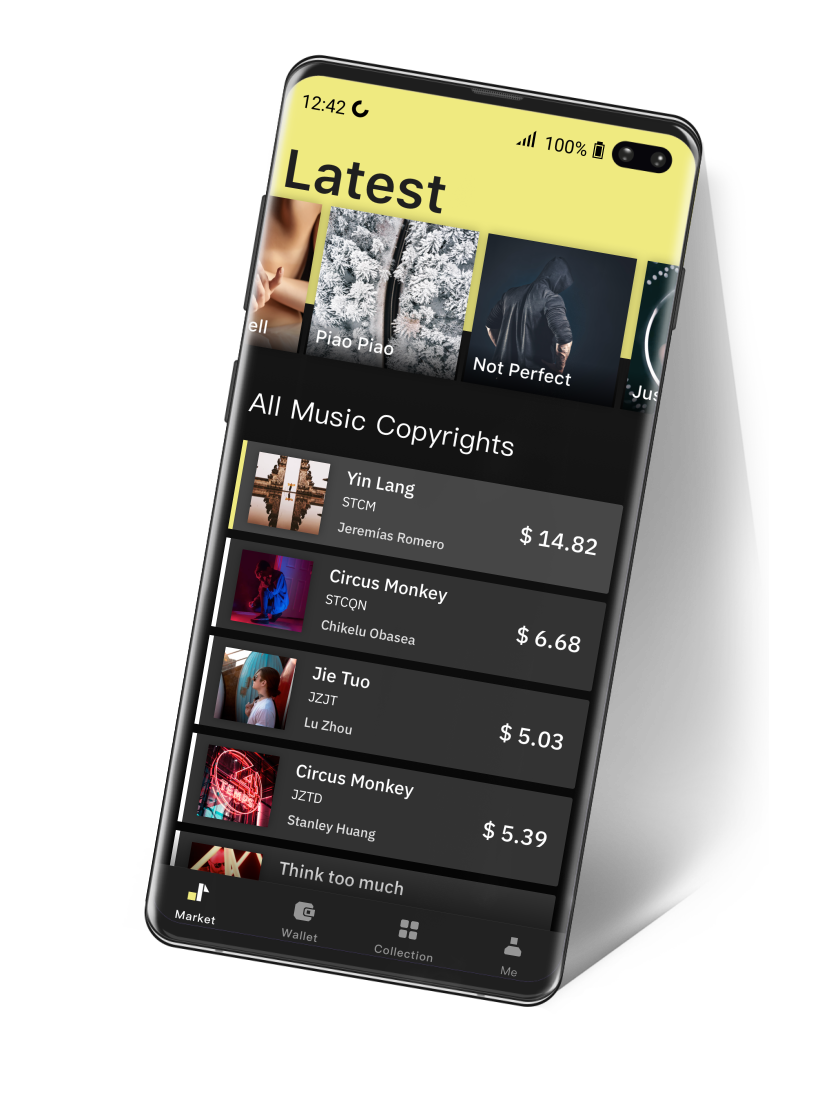 12:42
100%
Latest
ell
Piao Piao
Not Perfect
Jus
All Music Copyrights
Yin Lang
STCM
Jeremías Romero
$ 14.82
Circus Monkey
STCQN
Chikelu Obasea
$ 6.68
Jie Tuo
JZJT
Lu Zhou
$ 5.03
Circus Monkey
JZTD
Stanley Huang
$ 5.39
Think too much
Market
Wallet
Collection
Me